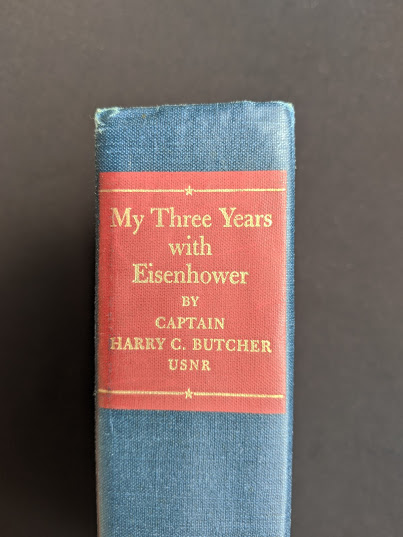 My Three Years
with
Eisenhower
BY
CAPTAIN
HARRY C. BUTCHER
USNR